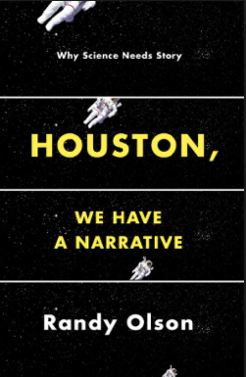 Why Science Needs Story
HOUSTON,
WE HAVE
A NARRATIVE
Randy Olson